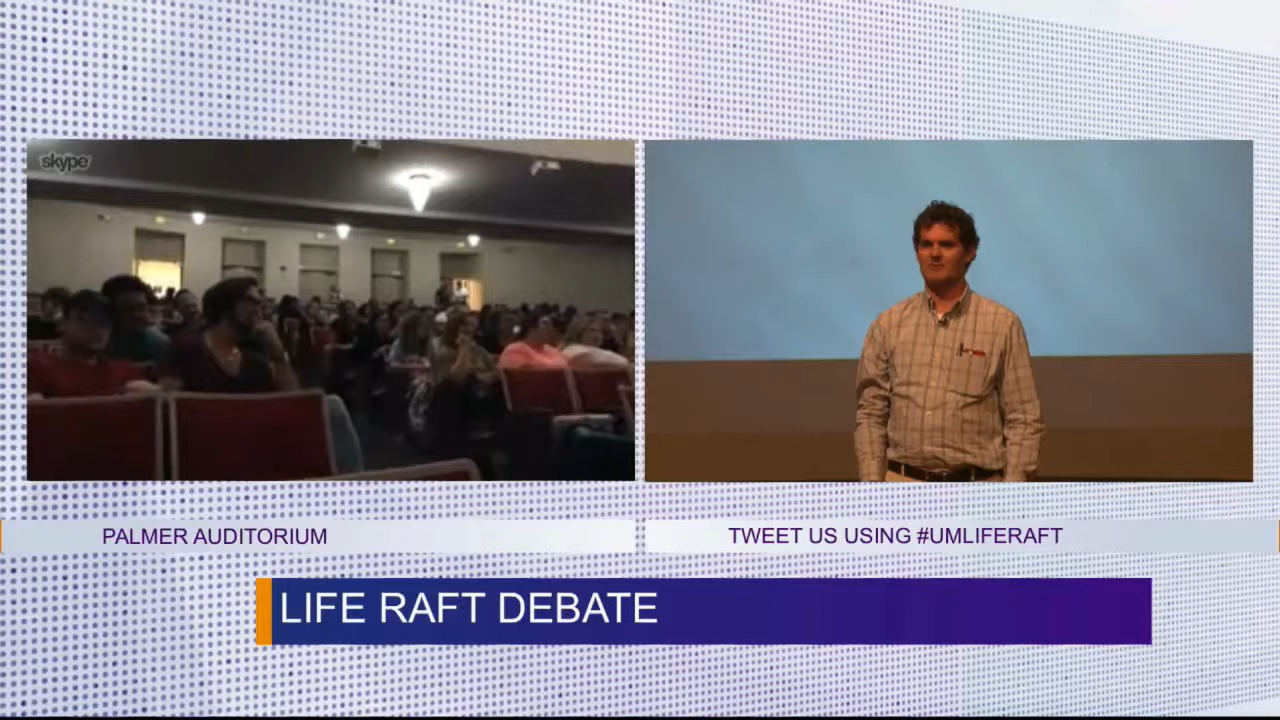 skype
PALMER AUDITORIUM
TWEET US USING #UMLIFERAFT
LIFE RAFT DEBATE